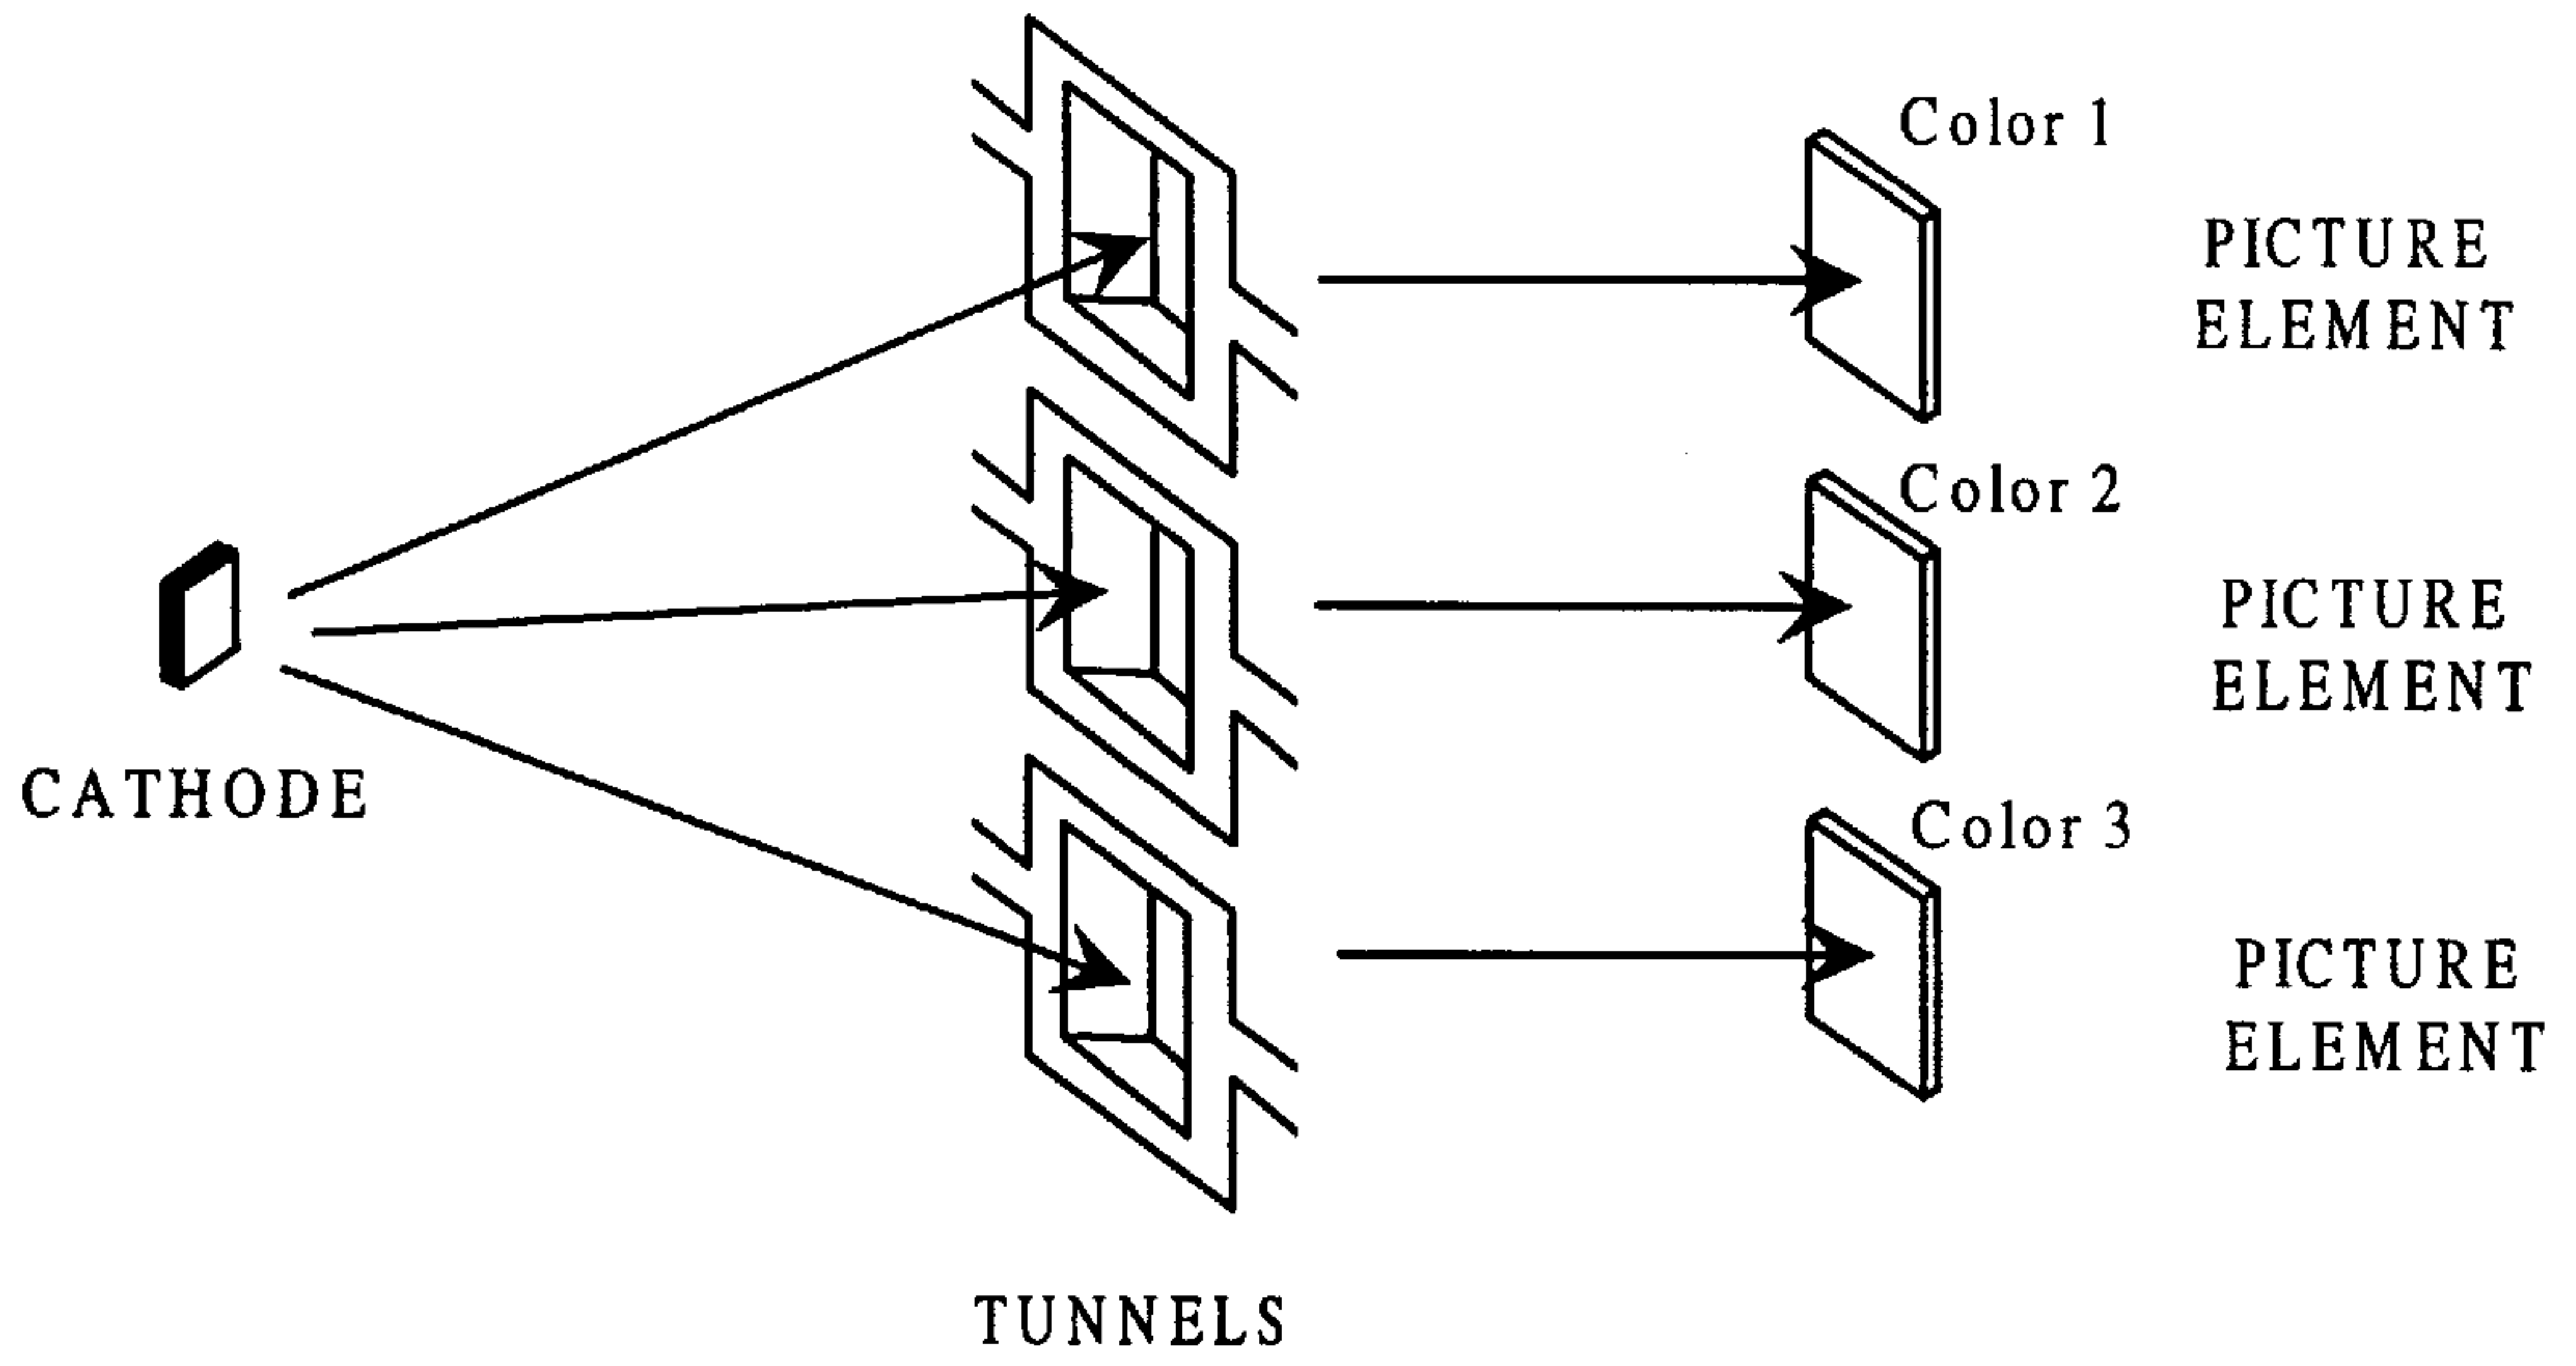 Color 1
PICTURE
ELEMENT
Color 2
PICTURE
ELEMENT
CATHODE
Color 3
PICTURE
ELEMENT
TUNNELS